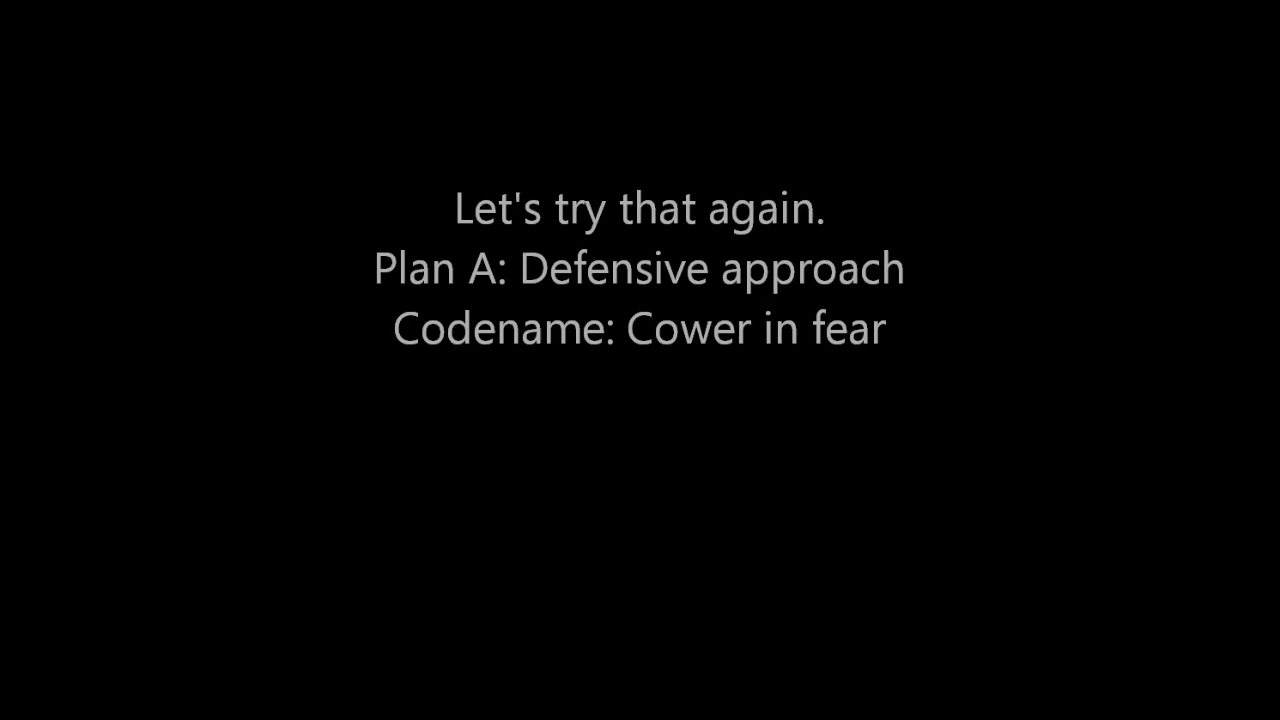 Let's try that again.
Plan A: Defensive approach
Codename: Cower in fear